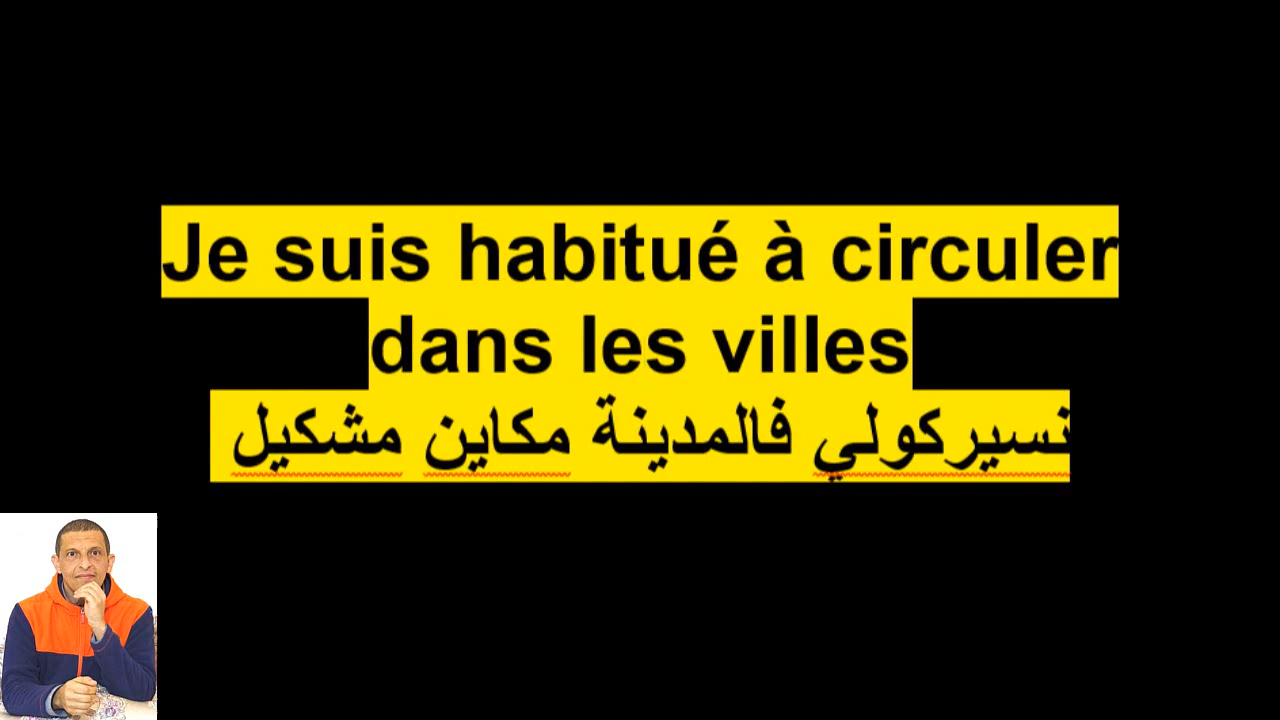 Je suis habitué à circuler
dans les villes
نسيركولي فالمدينة مكاين مشكيل